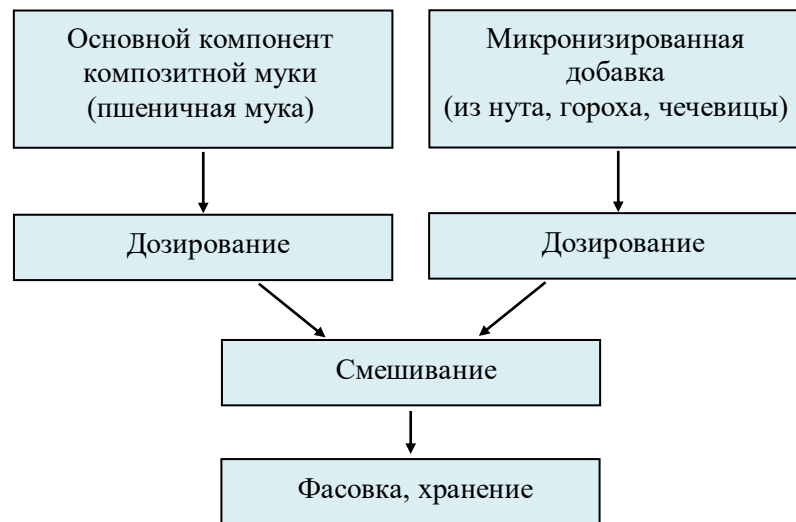 Основной компонент
композитной муки
(пшеничная мука)
Микронизированная
добавка
(из нута, гороха, чечевицы)
Дозирование
Дозирование
Смешивание
Фасовка, хранение